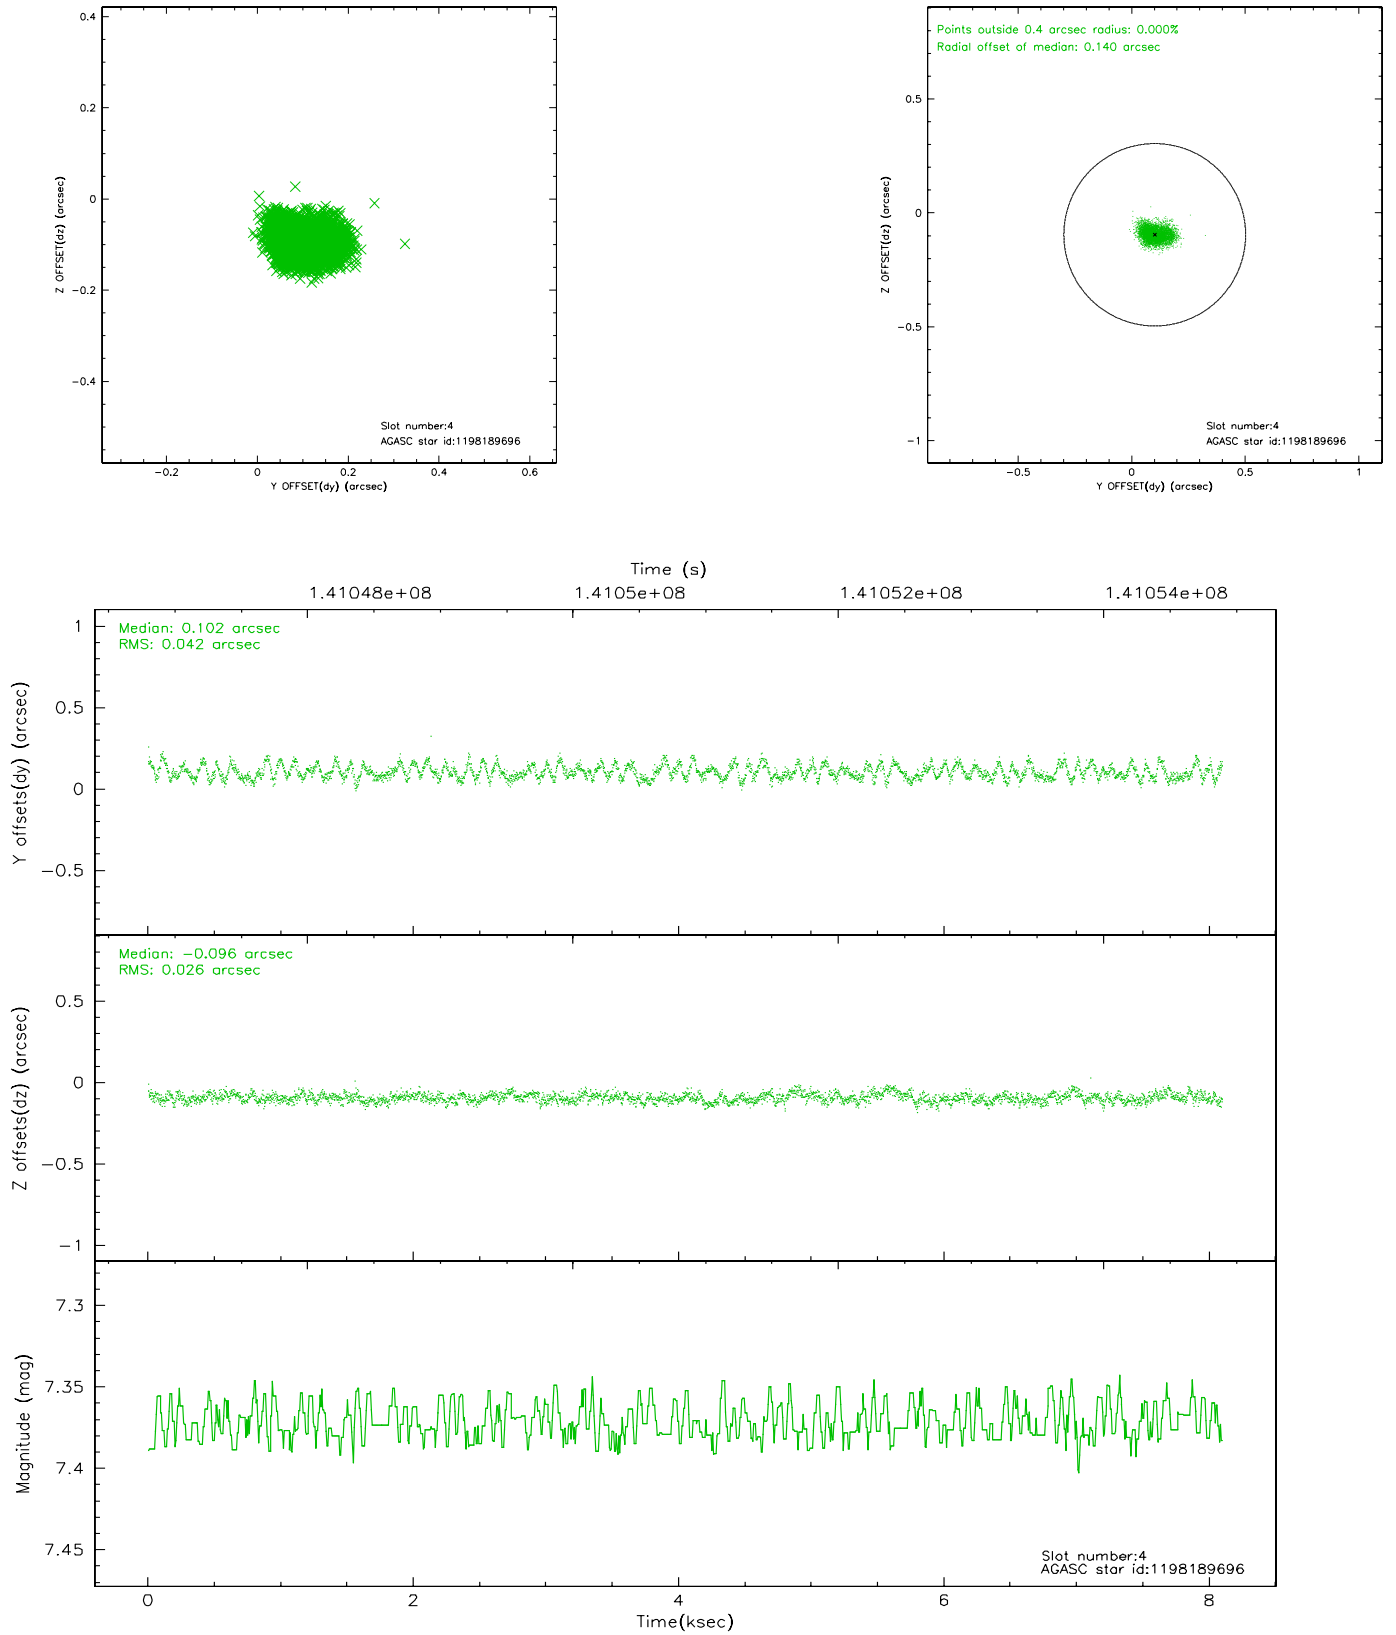 0.4
0.2
0
−0.2
−0.4
Z OFFSET(dz) (arcsec)
Slot number:4
AGASC star id:1198189696
−0.2 0 0.2 0.4 0.6
Y OFFSET(dy) (arcsec)
Points outside 0.4 arcsec radius: 0.000%
Radial offset of median: 0.140 arcsec
0.5
0
−0.5
−1
Z OFFSET(dz) (arcsec)
Slot number:4
AGASC star id:1198189696
−0.5 0 0.5 1
Y OFFSET(dy) (arcsec)
Time (s)
1.41048e+08 1.4105e+08 1.41052e+08 1.41054e+08
Median: 0.102 arcsec
RMS: 0.042 arcsec
1
0.5
0
−0.5
Y offsets(dy) (arcsec)
Median: −0.096 arcsec
RMS: 0.026 arcsec
0.5
0
−0.5
−1
Z offsets(dz) (arcsec)
7.3
7.35
7.4
7.45
Magnitude (mag)
Slot number:4
AGASC star id:1198189696
0 2 4 6 8
Time(ksec)